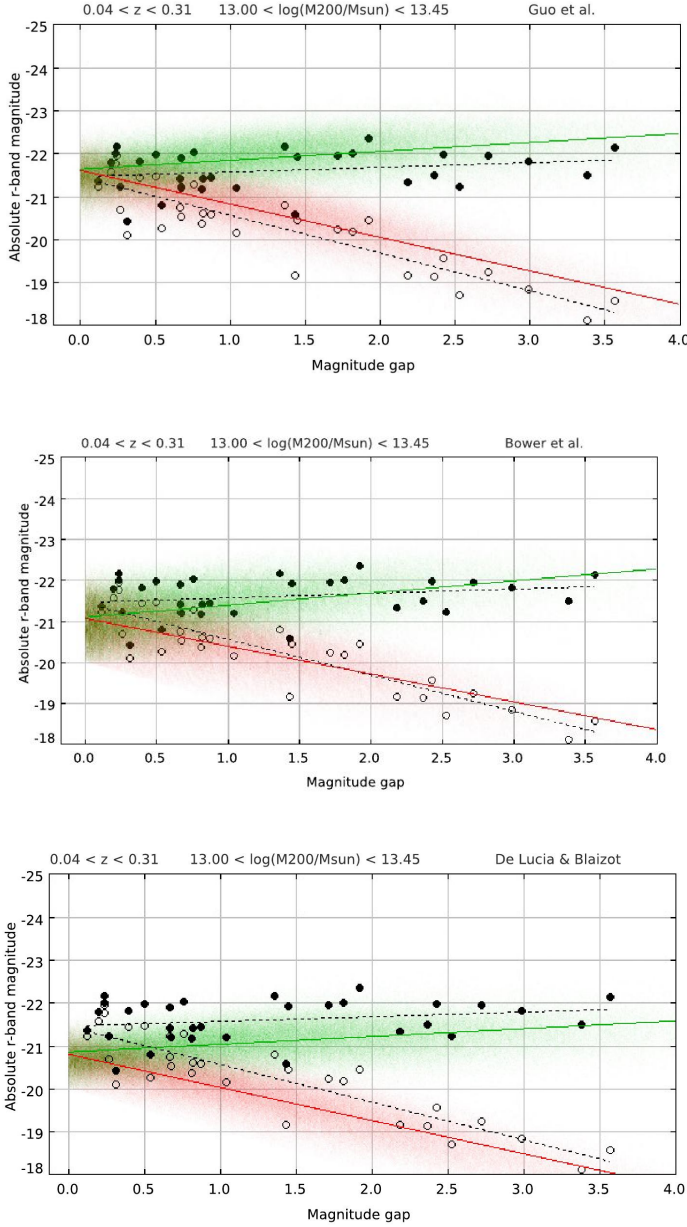 0.04 < z < 0.31 13.00 < log(M200/Msun) < 13.45 Guo et al.
-25
-24
-23
-22
-21
-20
-19
-18
Absolute r-band magnitude
0.0 0.5 1.0 1.5 2.0 2.5 3.0 3.5 4.0
Magnitude gap
0.04 < z < 0.31 13.00 < log(M200/Msun) < 13.45 Bower et al.
-25
-24
-23
-22
-21
-20
-19
-18
Absolute r-band magnitude
0.0 0.5 1.0 1.5 2.0 2.5 3.0 3.5 4.0
Magnitude gap
0.04 < z < 0.31 13.00 < log(M200/Msun) < 13.45 De Lucia & Blaizot
-25
-24
-23
-22
-21
-20
-19
-18
Absolute r-band magnitude
0.0 0.5 1.0 1.5 2.0 2.5 3.0 3.5 4.0
Magnitude gap